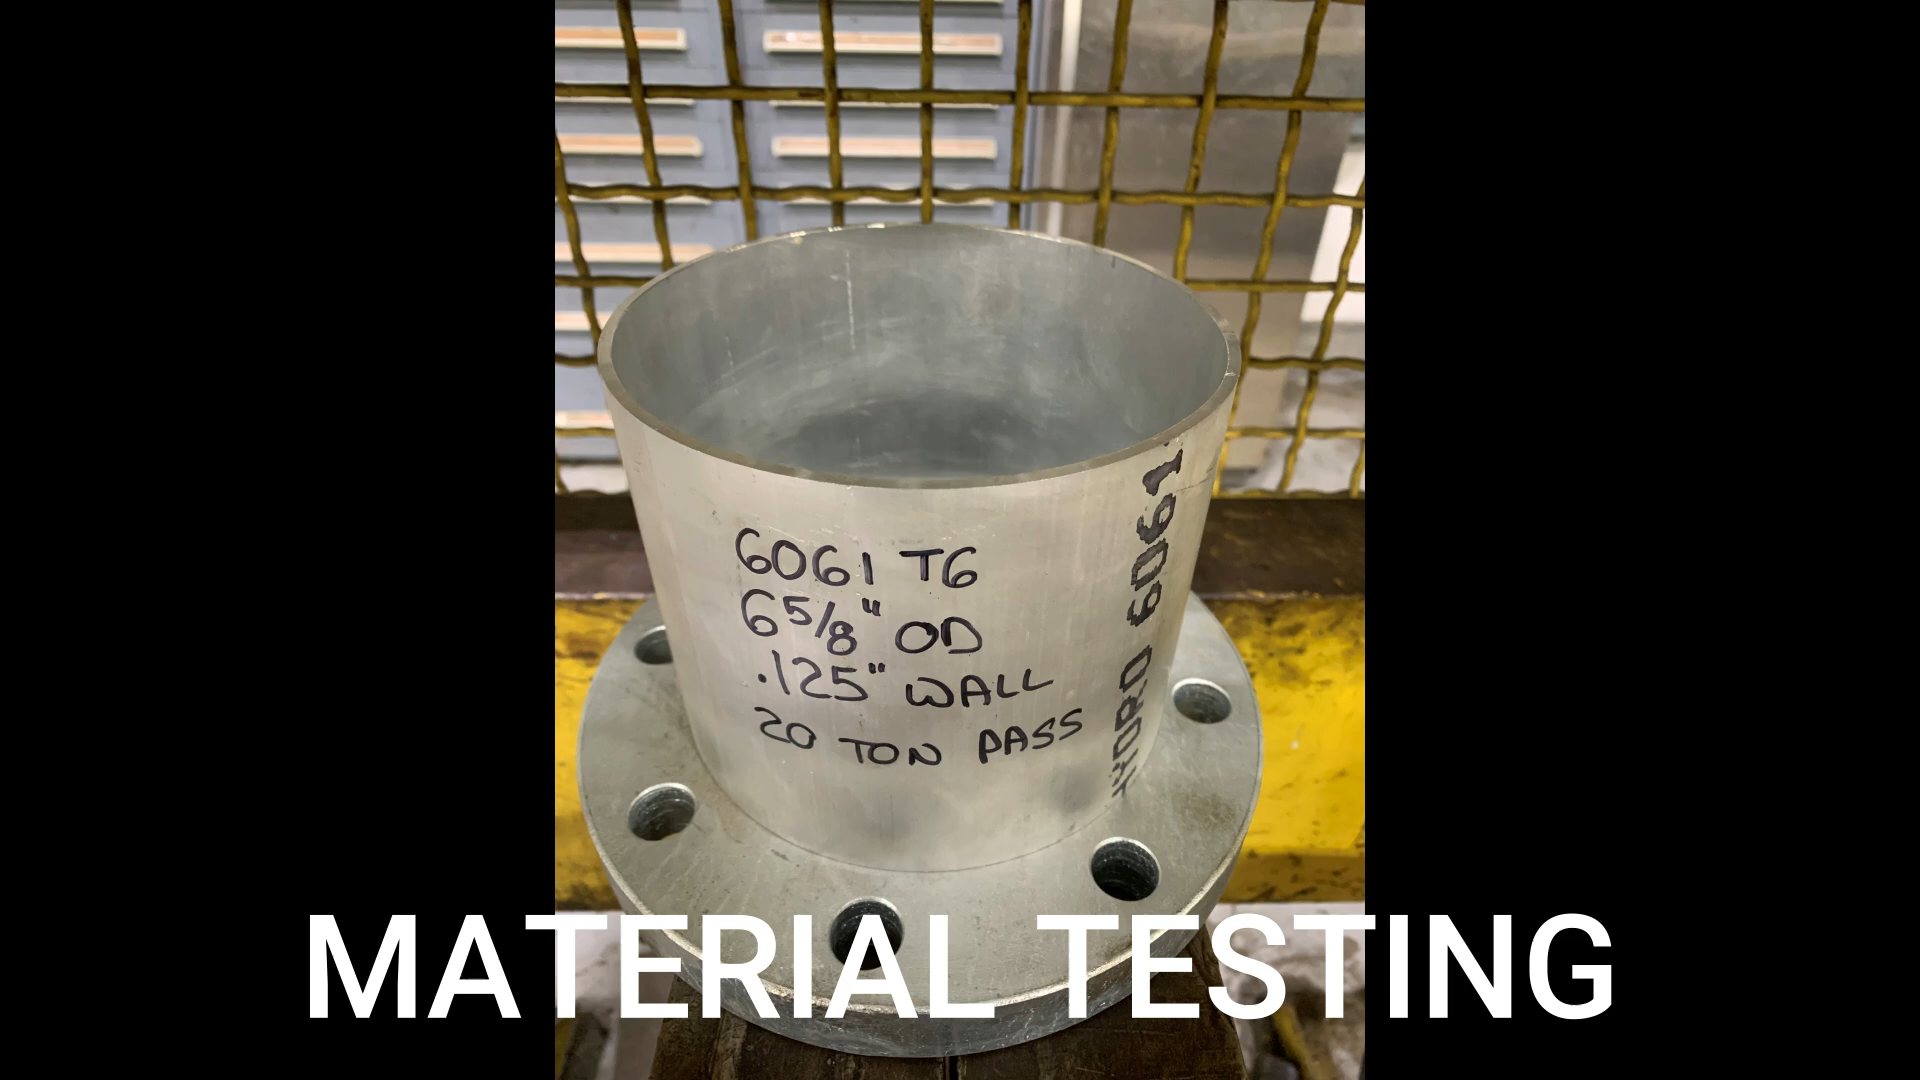 6061 T6
6 5/8" OD
.125" WALL
20 TON PASS
HYDRO 6061
MATERIAL TESTING